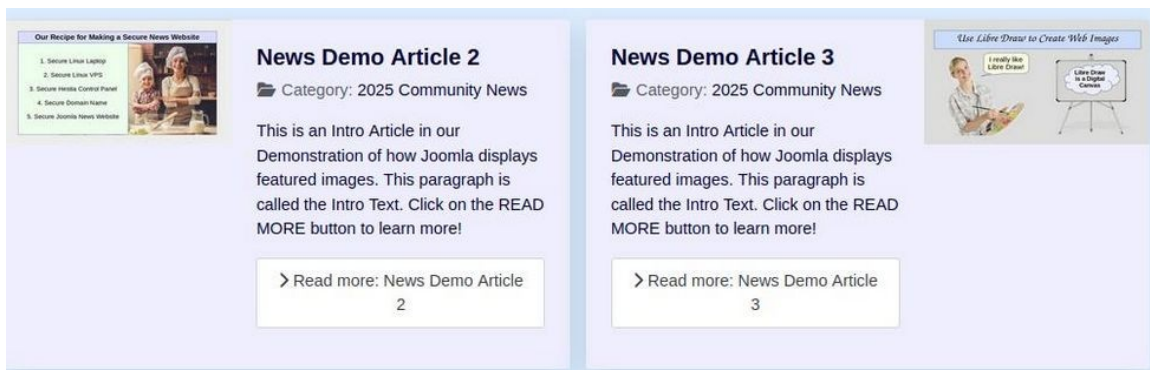 Our Recipe for Making a Secure News Website
1. Secure Linux Laptop
2. Secure Linux VPS
3. Secure Hestia Control Panel
4. Secure Domain Name
5. Secure Joomla News Website
News Demo Article 2
Category: 2025 Community News
This is an Intro Article in our
Demonstration of how Joomla displays
featured images. This paragraph is
called the Intro Text. Click on the READ
MORE button to learn more!
Read more: News Demo Article
2
News Demo Article 3
Category: 2025 Community News
This is an Intro Article in our
Demonstration of how Joomla displays
featured images. This paragraph is
called the Intro Text. Click on the READ
MORE button to learn more!
Read more: News Demo Article
3
Use Libre Draw to Create Web Images
I really like
Libre Draw!
Libre Draw
is a Digital
Canvas